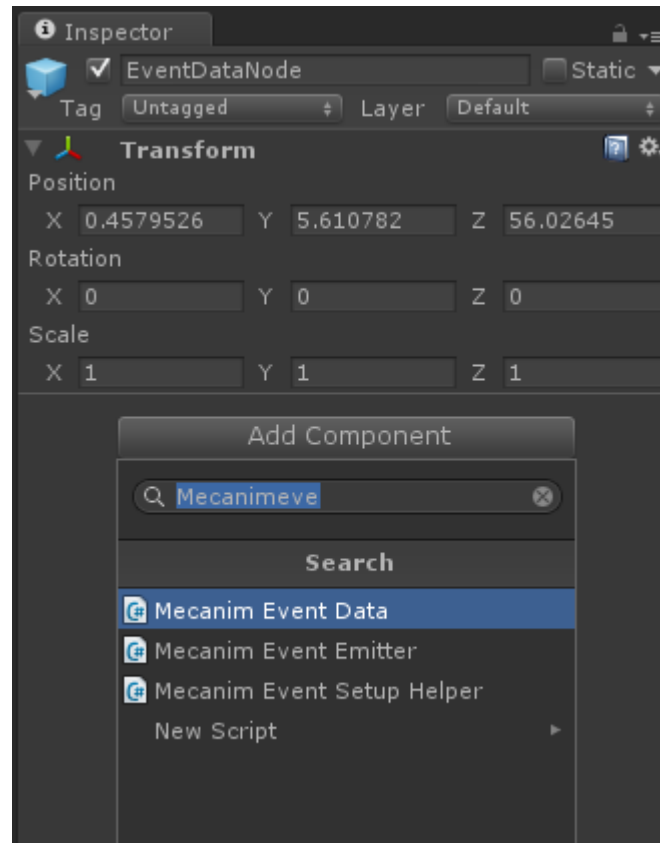 Inspector
EventDataNode Static
Tag Untagged Layer Default
Transform
Position
X 0.4579526 Y 5.610782 Z 56.02645
Rotation
X 0 Y 0 Z 0
Scale
X 1 Y 1 Z 1
Add Component
Mecanimeve
Search
Mecanim Event Data
Mecanim Event Emitter
Mecanim Event Setup Helper
New Script